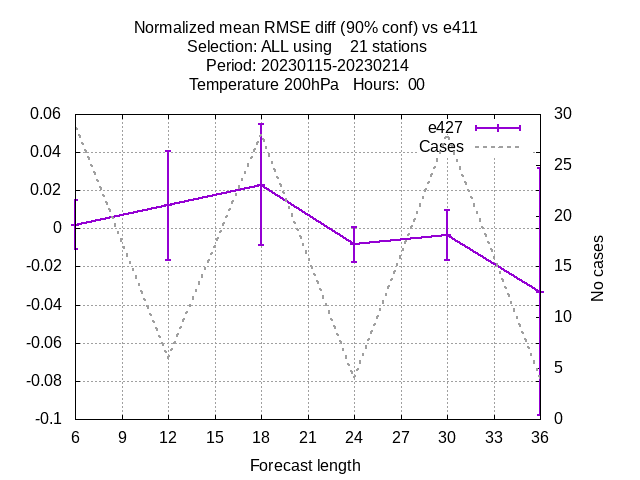 Normalized mean RMSE diff (90% conf) vs e411
Selection: ALL using    21 stations
Period: 20230115-20230214
Temperature 200hPa   Hours:  00
e427
Cases
0.06
0.04
0.02
0
-0.02
-0.04
-0.06
-0.08
-0.1
30
25
20
15
10
5
0
No cases
6 9 12 15 18 21 24 27 30 33 36
Forecast length